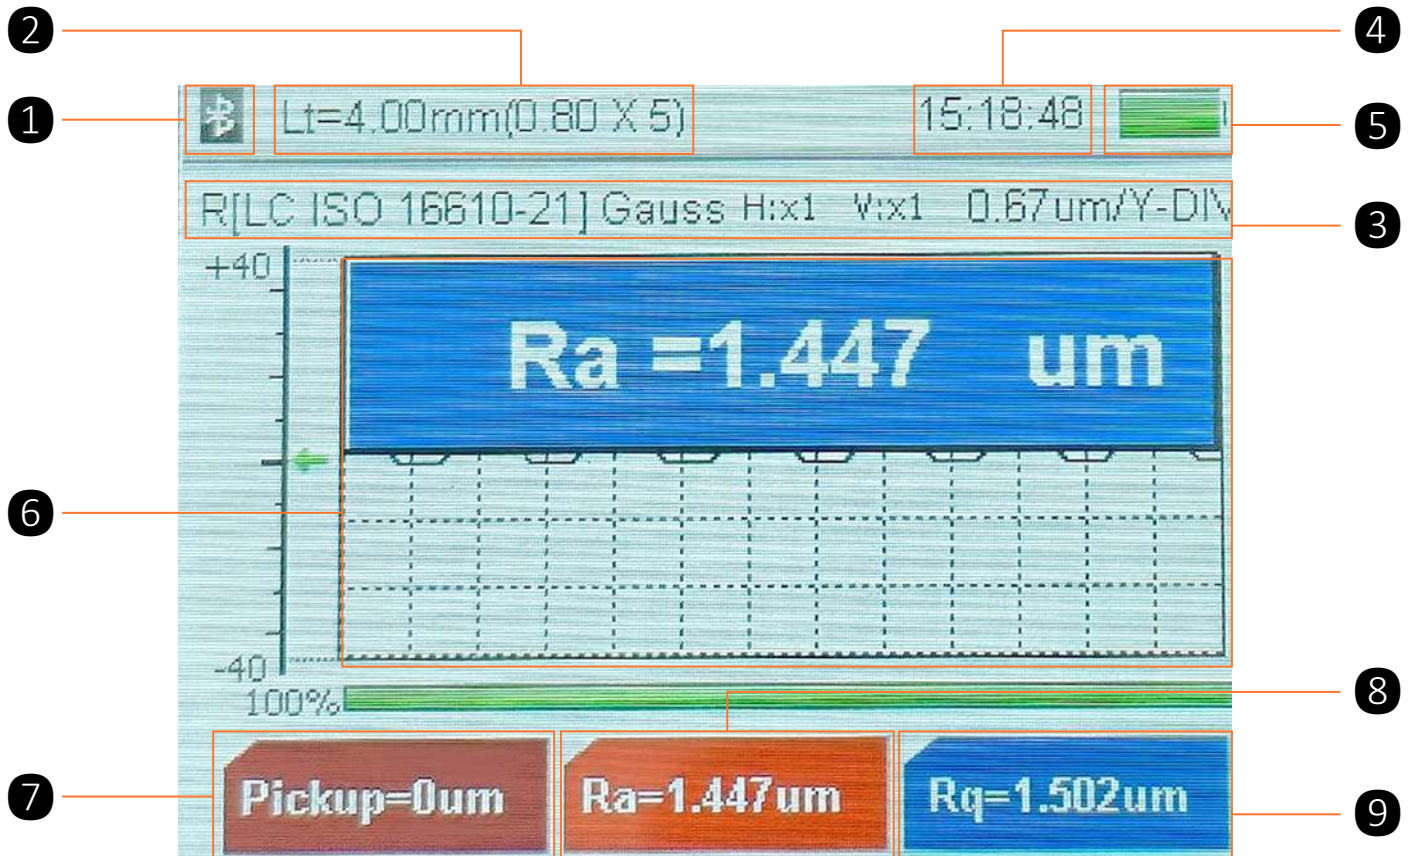 2
4
1
Lt=4.00mm(0.80 X 5)
15:18:48
5
R[LC ISO 16610-21] Gauss H:x1 V:x1 0.67um/Y-DIV
3
+40
Ra =1.447 um
6
-40
100%
8
Pickup=0um
Ra=1.447um
Rq=1.502um
7
9